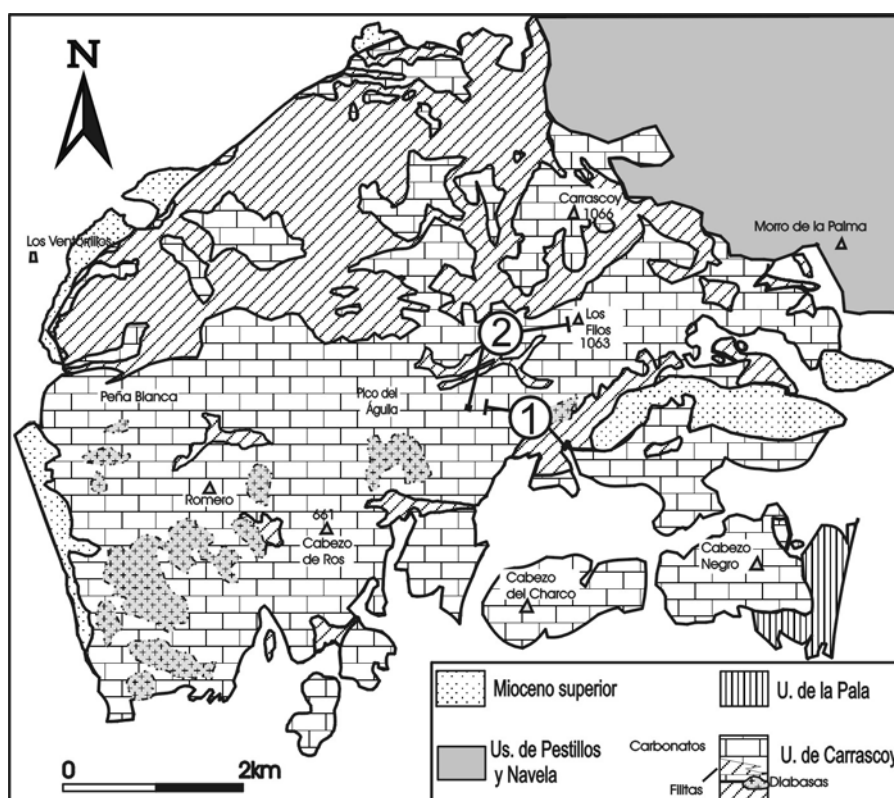 N
Carrascoy
1066
Los Ventorrillos
Morro de la Palma
Los
Filos
1063
2
Peña Blanca
Pico del
Águila
1
Romero
661
Cabezo
de Ros
Cabezo
Negro
Cabezo
del Charco
Mioceno superior
U. de la Pala
Us. de Pestillos
y Navela
Carbonatos
U. de Carrascoy
Filitas
Diabasas
0
2km